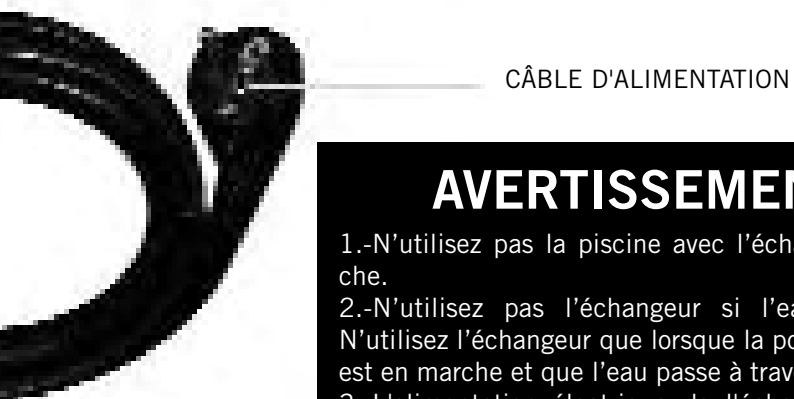 CÂBLE D'ALIMENTATION
AVERTISSEMEN
1.-N’utilisez pas la piscine avec l’écha
che.
2.-N’utilisez pas l’échangeur si l’ea
N’utilisez l’échangeur que lorsque la po
est en marche et que l’eau passe à trav